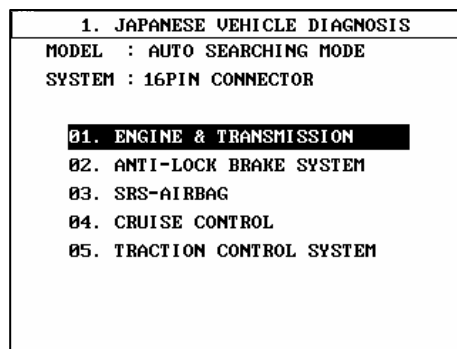 1. JAPANESE VEHICLE DIAGNOSIS
MODEL : AUTO SEARCHING MODE
SYSTEM : 16PIN CONNECTOR
01. ENGINE & TRANSMISSION
02. ANTI-LOCK BRAKE SYSTEM
03. SRS-AIRBAG
04. CRUISE CONTROL
05. TRACTION CONTROL SYSTEM